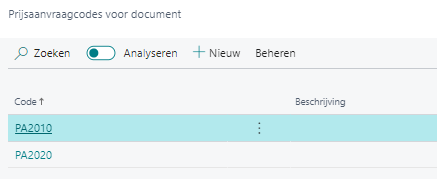 Prijsaanvraagcodes voor document
Zoeken Analyseren Nieuw Beheren
Code ↑ Beschrijving
PA2010
PA2020